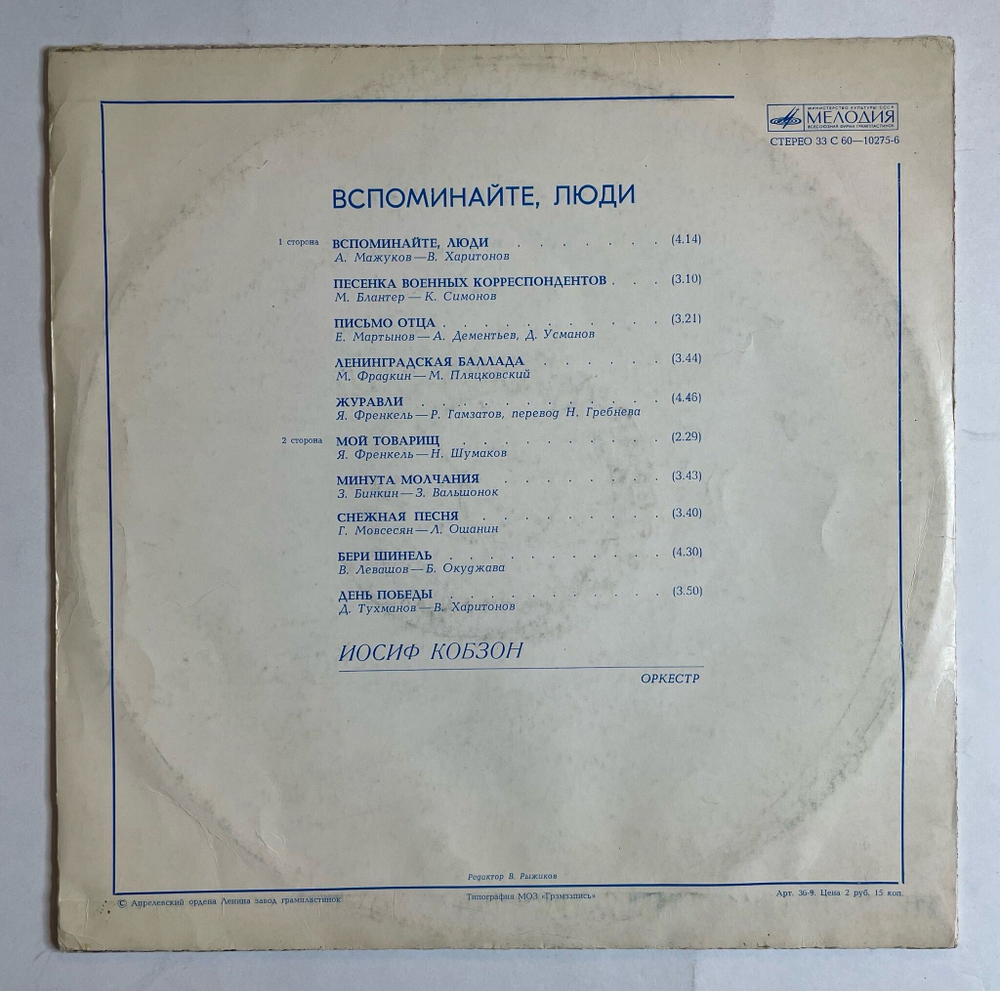 МИНИСТЕРСТВО КУЛЬТУРЫ СССР
МЕЛОДИЯ
ВСЕСОЮЗНАЯ ФИРМА ГРАМПЛАСТИНОК
СТЕРЕО 33 С 60—10275-6
ВСПОМИНАЙТЕ, ЛЮДИ
1 сторона ВСПОМИНАЙТЕ, ЛЮДИ . . . . . . . (4.14)
А. Мажуков — В. Харитонов
ПЕСЕНКА ВОЕННЫХ КОРРЕСПОНДЕНТОВ . . . (3.10)
М. Блантер — К. Симонов
ПИСЬМО ОТЦА . . . . . . . . . . (3.21)
Е. Мартынов — А. Дементьев, Д. Усманов
ЛЕНИНГРАДСКАЯ БАЛЛАДА . . . . . . (3.44)
М. Фрадкин — М. Пляцковский
ЖУРАВЛИ . . . . . . . . . . . (4.46)
Я. Френкель — Р. Гамзатов, перевод Н. Гребнева
2 сторона МОЙ ТОВАРИЩ . . . . . . . . . (2.29)
Я. Френкель — Н. Шумаков
МИНУТА МОЛЧАНИЯ . . . . . . . . (3.43)
З. Бинкин — З. Вальшонок
СНЕЖНАЯ ПЕСНЯ . . . . . . . . . (3.40)
Г. Мовсесян — Л. Ошанин
БЕРИ ШИНЕЛЬ . . . . . . . . . . (4.30)
В. Левашов — Б. Окуджава
ДЕНЬ ПОБЕДЫ . . . . . . . . . . (3.50)
Д. Тухманов — В. Харитонов
ИОСИФ КОБЗОН
ОРКЕСТР
Редактор В. Рыжиков
© Апрелевский ордена Ленина завод грампластинок Типография МОЗ «Грамзапись» Арт. 36-9. Цена 2 руб. 15 коп.